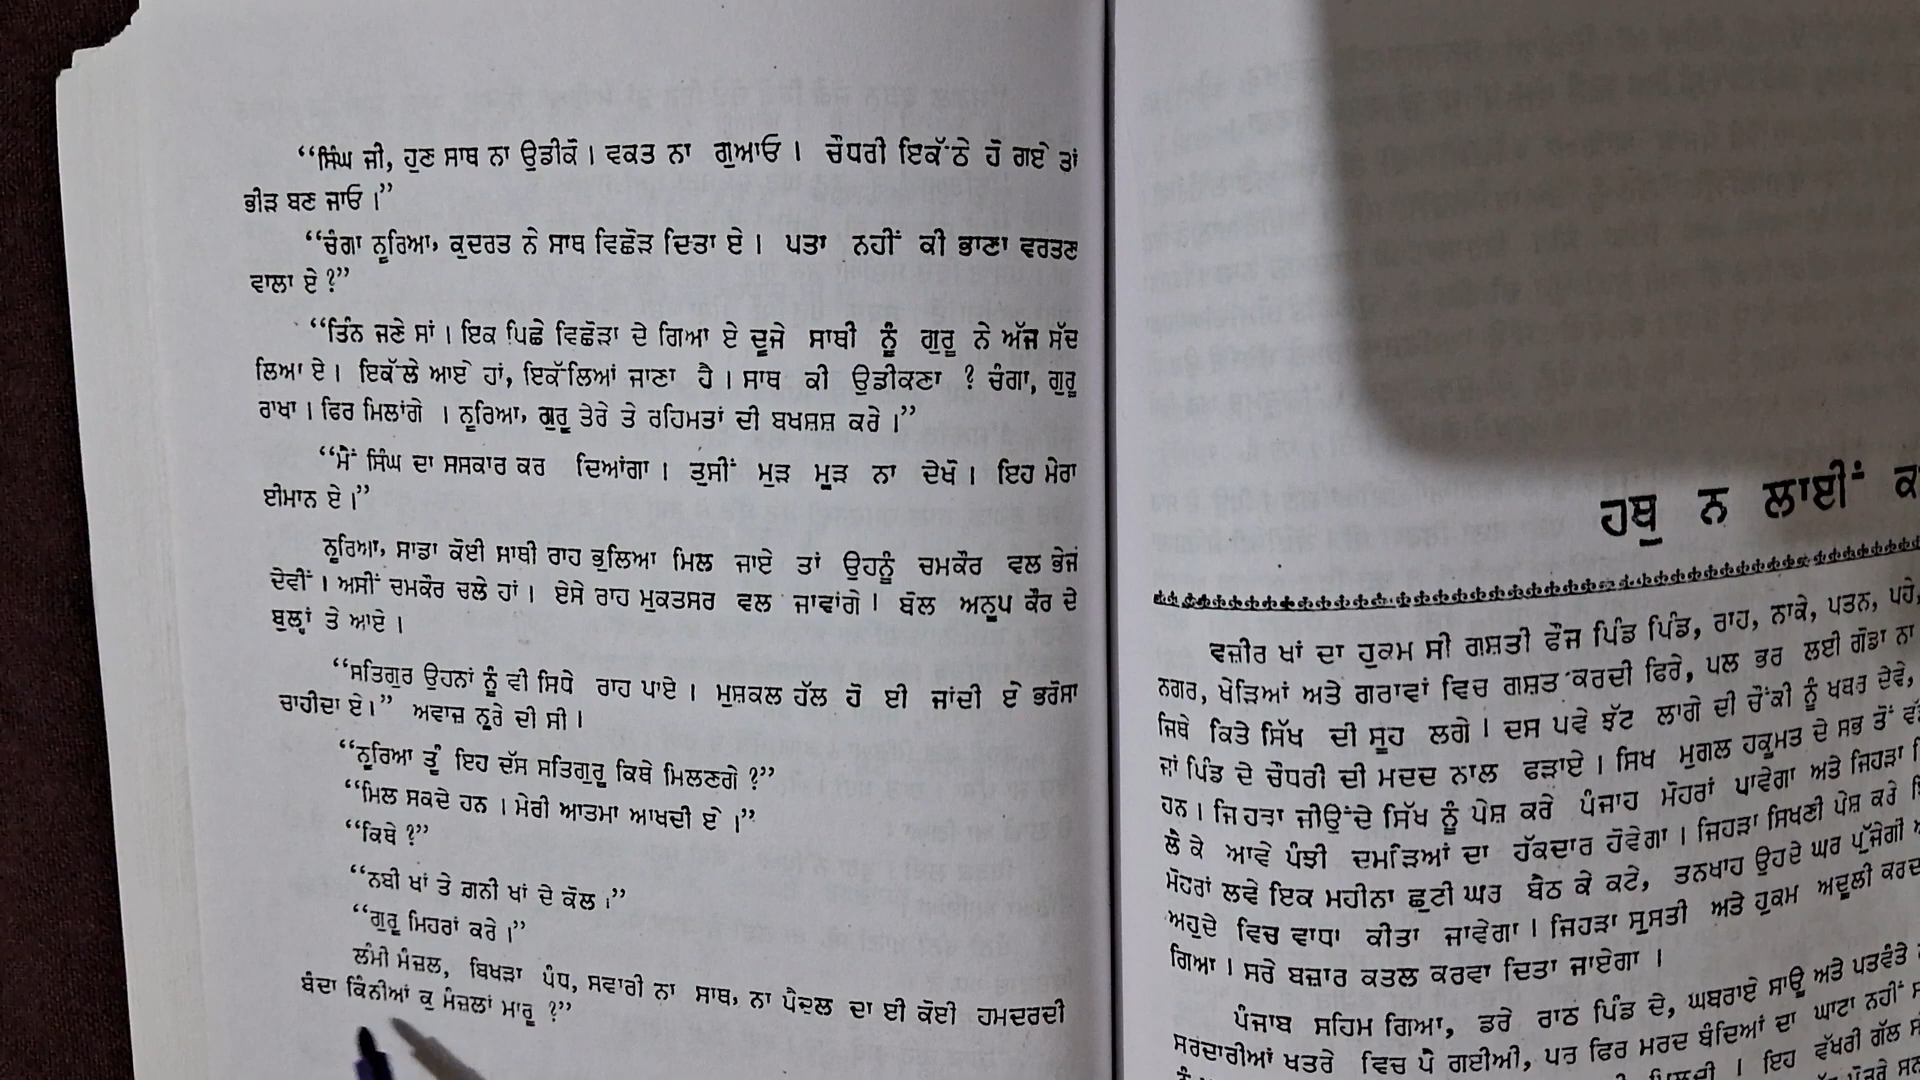 “ਸਿੰਘ ਜੀ, ਹੁਣ ਸਾਥ ਨਾ ਉਡੀਕੋ। ਵਕਤ ਨਾ ਗੁਆਓ। ਚੌਧਰੀ ਇਕੱਠੇ ਹੋ ਗਏ ਤਾਂ
ਭੀੜ ਬਣ ਜਾਓ।”
“ਚੰਗਾ ਨੂਰਿਆ, ਕੁਦਰਤ ਨੇ ਸਾਥ ਵਿਛੋੜ ਦਿਤਾ ਏ। ਪਤਾ ਨਹੀਂ ਕੀ ਭਾਣਾ ਵਰਤਣ
ਵਾਲਾ ਏ ?”
“ਤਿੰਨ ਜਣੇ ਸਾਂ। ਇਕ ਪਿਛੇ ਵਿਛੋੜਾ ਦੇ ਗਿਆ ਏ ਦੂਜੇ ਸਾਥੀ ਨੂੰ ਗੁਰੂ ਨੇ ਅੱਜ ਸੱਦ
ਲਿਆ ਏ। ਇਕੱਲੇ ਆਏ ਹਾਂ, ਇਕੱਲਿਆਂ ਜਾਣਾ ਹੈ। ਸਾਥ ਕੀ ਉਡੀਕਣਾ ? ਚੰਗਾ, ਗੁਰੂ
ਰਾਖਾ। ਫਿਰ ਮਿਲਾਂਗੇ । ਨੂਰਿਆ, ਗੁਰੂ ਤੇਰੇ ਤੇ ਰਹਿਮਤਾਂ ਦੀ ਬਖਸ਼ਸ਼ ਕਰੇ।”
“ਮੈਂ ਸਿੰਘ ਦਾ ਸਸਕਾਰ ਕਰ ਦਿਆਂਗਾ। ਤੁਸੀਂ ਮੁੜ ਮੂੜ ਨਾ ਦੇਖੋ। ਇਹ ਮੇਰਾ
ਈਮਾਨ ਏ।”
ਨੂਰਿਆ, ਸਾਡਾ ਕੋਈ ਸਾਥੀ ਰਾਹ ਭੁਲਿਆ ਮਿਲ ਜਾਏ ਤਾਂ ਉਹਨੂੰ ਚਮਕੌਰ ਵਲ ਭੇਜ
ਦੇਵੀਂ। ਅਸੀਂ ਚਮਕੌਰ ਚਲੇ ਹਾਂ। ਏਸੇ ਰਾਹ ਮੁਕਤਸਰ ਵਲ ਜਾਵਾਂਗੇ। ਬੋਲ ਅਨੂਪ ਕੌਰ ਦੇ
ਬੁਲ੍ਹਾਂ ਤੇ ਆਏ।
“ਸਤਿਗੁਰ ਉਹਨਾਂ ਨੂੰ ਵੀ ਸਿਧੇ ਰਾਹ ਪਾਏ। ਮੁਸ਼ਕਲ ਹੱਲ ਹੋ ਈ ਜਾਂਦੀ ਏ ਭਰੋਸਾ
ਚਾਹੀਦਾ ਏ।” ਅਵਾਜ਼ ਨੂਰੇ ਦੀ ਸੀ।
“ਨੂਰਿਆ ਤੂੰ ਇਹ ਦੱਸ ਸਤਿਗੁਰੂ ਕਿਥੇ ਮਿਲਣਗੇ ?”
“ਮਿਲ ਸਕਦੇ ਹਨ। ਮੇਰੀ ਆਤਮਾ ਆਖਦੀ ਏ।”
“ਕਿਥੇ ?”
“ਨਬੀ ਖਾਂ ਤੇ ਗ਼ਨੀ ਖਾਂ ਦੇ ਕੋਲ।”
“ਗੁਰੂ ਮਿਹਰਾਂ ਕਰੇ।”
ਲੰਮੀ ਮੰਜ਼ਲ, ਬਿਖੜਾ ਪੰਧ, ਸਵਾਰੀ ਨਾ ਸਾਥ, ਨਾ ਪੈਦਲ ਦਾ ਈ ਕੋਈ ਹਮਦਰਦੀ
ਬੰਦਾ ਕਿੰਨੀਆਂ ਕੁ ਮੰਜ਼ਲਾਂ ਮਾਰੂ ?”
ਹਥੁ ਨ ਲਾਈਂ
ਵਜ਼ੀਰ ਖਾਂ ਦਾ ਹੁਕਮ ਸੀ ਗਸ਼ਤੀ ਫੌਜ ਪਿੰਡ ਪਿੰਡ, ਰਾਹ, ਨਾਕੇ, ਪਤਨ, ਪਹੇ,
ਨਗਰ, ਖੇੜਿਆਂ ਅਤੇ ਗਰਾਵਾਂ ਵਿਚ ਗਸ਼ਤ ਕਰਦੀ ਫਿਰੇ, ਪਲ ਭਰ ਲਈ ਗੋਡਾ ਨਾ
ਜਿਥੇ ਕਿਤੇ ਸਿੱਖ ਦੀ ਸੂਹ ਲਗੇ। ਦਸ ਪਵੇ ਝੱਟ ਲਾਗੇ ਦੀ ਚੌਂਕੀ ਨੂੰ ਖਬਰ ਦੇਵੇ,
ਜਾਂ ਪਿੰਡ ਦੇ ਚੌਧਰੀ ਦੀ ਮਦਦ ਨਾਲ ਫੜਾਏ। ਸਿਖ ਮੁਗਲ ਹਕੂਮਤ ਦੇ ਸਭ ਤੋਂ
ਹਨ। ਜਿਹੜਾ ਜੀਉਂਦੇ ਸਿੱਖ ਨੂੰ ਪੇਸ਼ ਕਰੇ ਪੰਜਾਹ ਮੋਹਰਾਂ ਪਾਵੇਗਾ ਅਤੇ ਜਿਹੜਾ
ਲੈ ਕੇ ਆਵੇ ਪੰਝੀ ਦਮੜਿਆਂ ਦਾ ਹੱਕਦਾਰ ਹੋਵੇਗਾ। ਜਿਹੜਾ ਸਿਖਣੀ ਪੇਸ਼ ਕਰੇ
ਮੋਹਰਾਂ ਲਵੇ ਇਕ ਮਹੀਨਾ ਛੁਟੀ ਘਰ ਬੈਠ ਕੇ ਕਟੇ, ਤਨਖਾਹ ਉਹਦੇ ਘਰ ਪੁੱਜੇਗੀ
ਅਹੁਦੇ ਵਿਚ ਵਾਧਾ ਕੀਤਾ ਜਾਵੇਗਾ। ਜਿਹੜਾ ਸੁਸਤੀ ਅਤੇ ਹੁਕਮ ਅਦੂਲੀ ਕਰਦਾ
ਗਿਆ। ਸਰੇ ਬਜ਼ਾਰ ਕਤਲ ਕਰਵਾ ਦਿਤਾ ਜਾਏਗਾ।
ਪੰਜਾਬ ਸਹਿਮ ਗਿਆ, ਡਰੇ ਰਾਠ ਪਿੰਡ ਦੇ, ਘਬਰਾਏ ਸਾਊ ਅਤੇ ਪਤਵੰਤੇ
ਸਰਦਾਰੀਆਂ ਖਤਰੇ ਵਿਚ ਪੈ ਗਈਆਂ, ਪਰ ਫਿਰ ਮਰਦ ਬੰਦਿਆਂ ਦਾ ਘਾਟਾ ਨਹੀਂ
ਇਹ ਵੱਖਰੀ ਗੱਲ